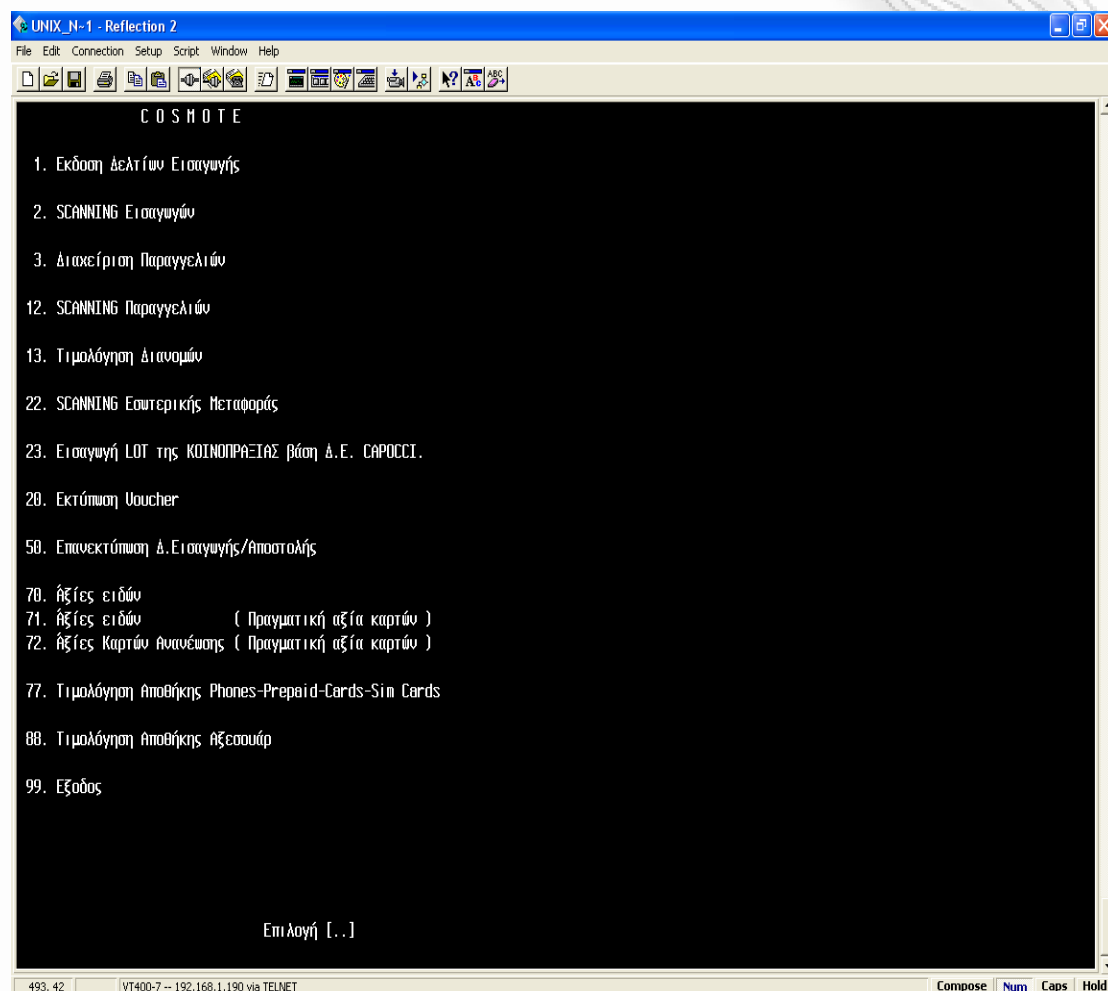 UNIX_N~1 - Reflection 2
File Edit Connection Setup Script Window Help
C O S M O T E
1. Εκδοση Δελτίων Εισαγωγής
2. SCANNING Εισαγωγών
3. Διαχείριση Παραγγελιών
12. SCANNING Παραγγελιών
13. Τιμολόγηση Διανομών
22. SCANNING Εσωτερικής Μεταφοράς
23. Εισαγωγή LOT της ΚΟΙΝΟΠΡΑΞΙΑΣ βάση Δ.Ε. CAPOCCI.
20. Εκτύπωση Voucher
50. Επανεκτύπωση Δ.Εισαγωγής/Αποστολής
70. Άξίες ειδών
71. Άξίες ειδών ( Πραγματική αξία καρτών )
72. Άξίες Καρτών Ανανέωσης ( Πραγματική αξία καρτών )
77. Τιμολόγηση Αποθήκης Phones-Prepaid-Cards-Sim Cards
88. Τιμολόγηση Αποθήκης Αξεσουάρ
99. Εξοδος
Επιλογή [..]
493, 42 VT400-7 -- 192.168.1.190 via TELNET Compose Num Caps Hold